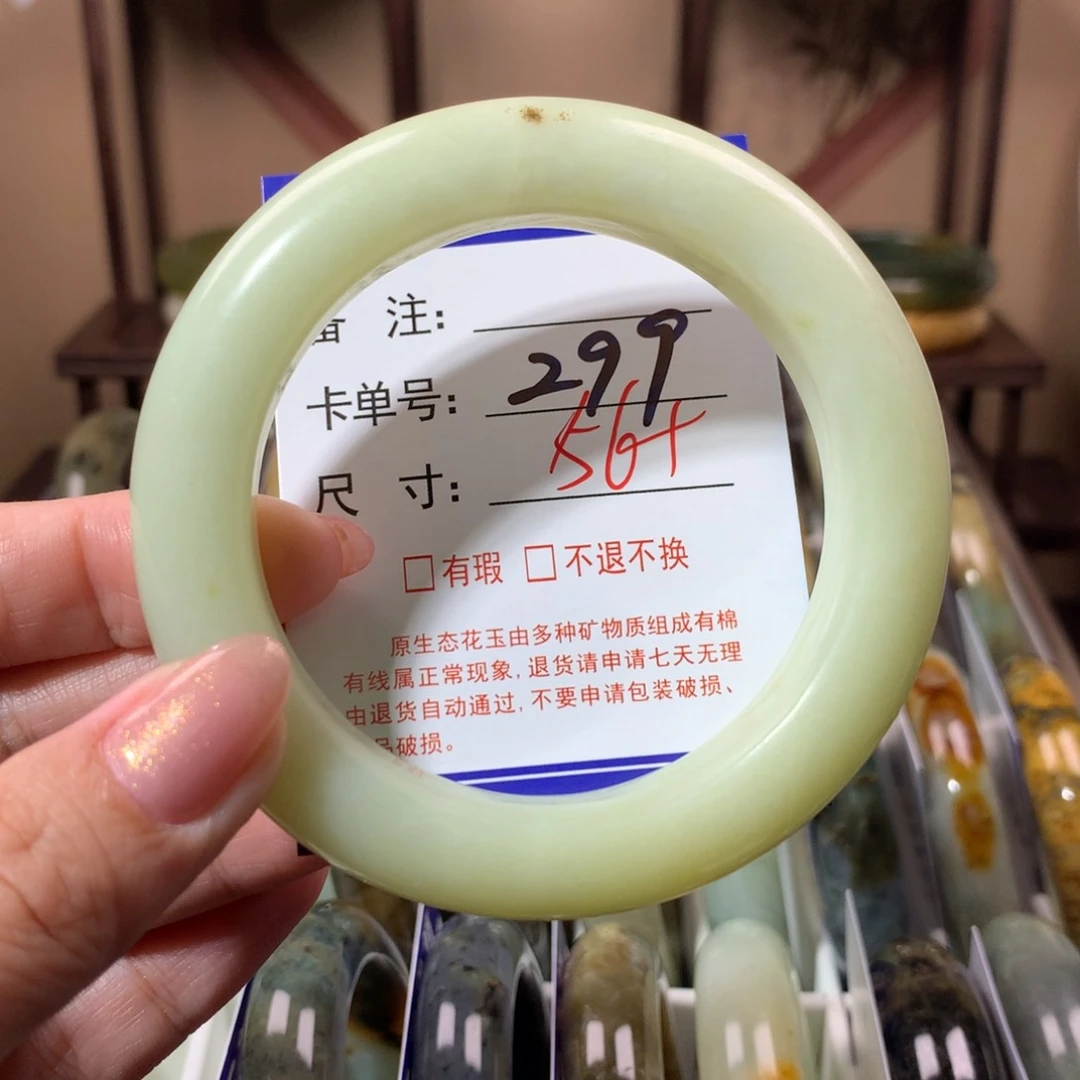 备 注:
卡单号: 299
尺 寸: 56+
□有瑕 □不退不换
原生态花玉由多种矿物质组成有棉
有线属正常现象,退货请申请七天无理
由退货自动通过,不要申请包装破损、
品破损。